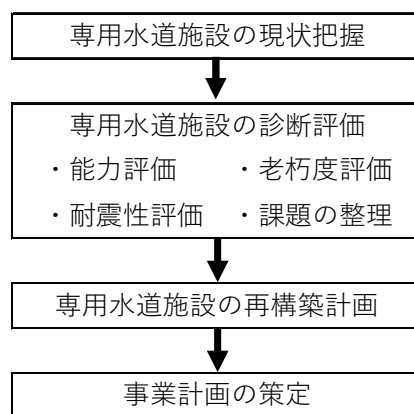 専用水道施設の現状把握
専用水道施設の診断評価
・能力評価　・老朽度評価
・耐震性評価　・課題の整理
専用水道施設の再構築計画
事業計画の策定